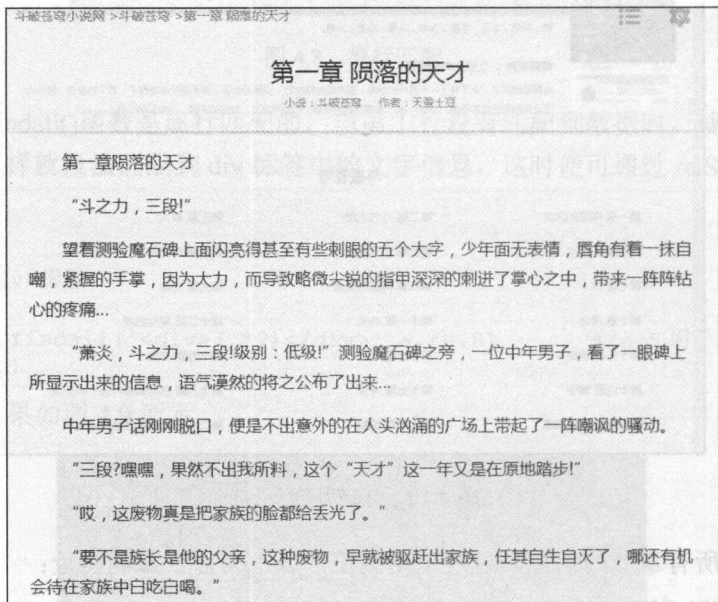 斗破苍穹小说网 >斗破苍穹 >第一章 陨落的天才
第一章 陨落的天才
小说：斗破苍穹 作者：天蚕土豆
第一章陨落的天才
“斗之力，三段!”
望着测验魔石碑上面闪亮得甚至有些刺眼的五个大字，少年面无表情，唇角有着一抹自
嘲，紧握的手掌，因为大力，而导致略微尖锐的指甲深深的刺进了掌心之中，带来一阵阵钻
心的疼痛...
“萧炎，斗之力，三段!级别：低级!” 测验魔石碑之旁，一位中年男子，看了一眼碑上
所显示出来的信息，语气漠然的将之公布了出来...
中年男子话刚刚脱口，便是不出意外的在人头汹涌的广场上带起了一阵嘲讽的骚动。
“三段?嘿嘿，果然不出我所料，这个“天才”这一年又是在原地踏步!”
“哎，这废物真是把家族的脸都给丢光了。”
“要不是族长是他的父亲，这种废物，早就被驱赶出家族，任其自生自灭了，哪还有机
会待在家族中白吃白喝。”